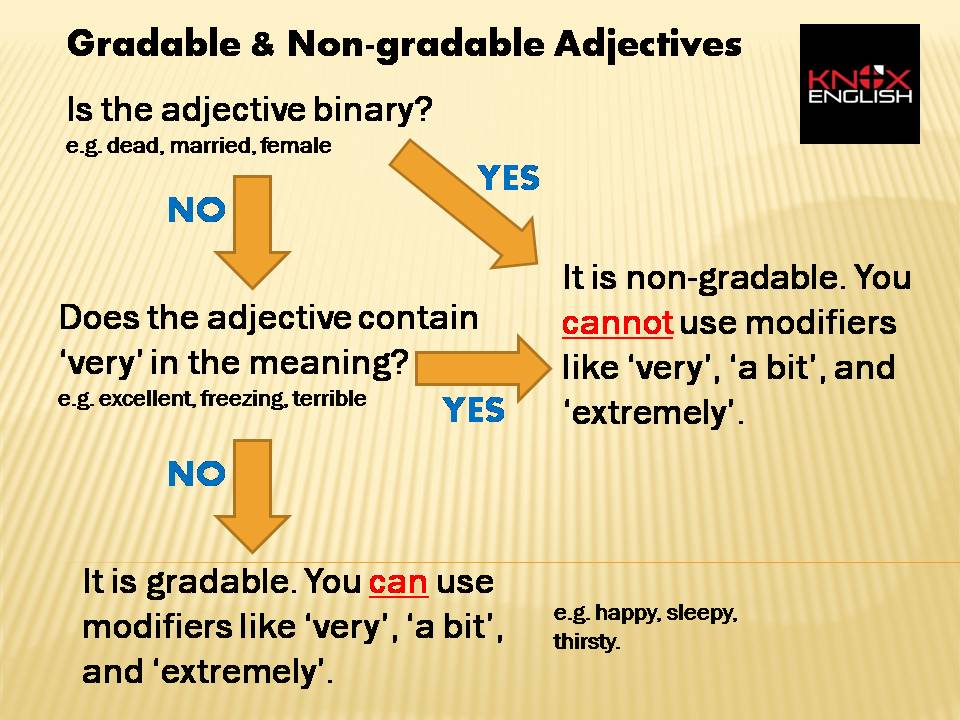 Gradable & Non-gradable Adjectives
KNOX
ENGLISH
Is the adjective binary?
e.g. dead, married, female
YES
NO
It is non-gradable. You
cannot use modifiers
like ‘very’, ‘a bit’, and
‘extremely’.
Does the adjective contain
‘very’ in the meaning?
e.g. excellent, freezing, terrible
YES
NO
It is gradable. You can use
modifiers like ‘very’, ‘a bit’,
and ‘extremely’.
e.g. happy, sleepy,
thirsty.